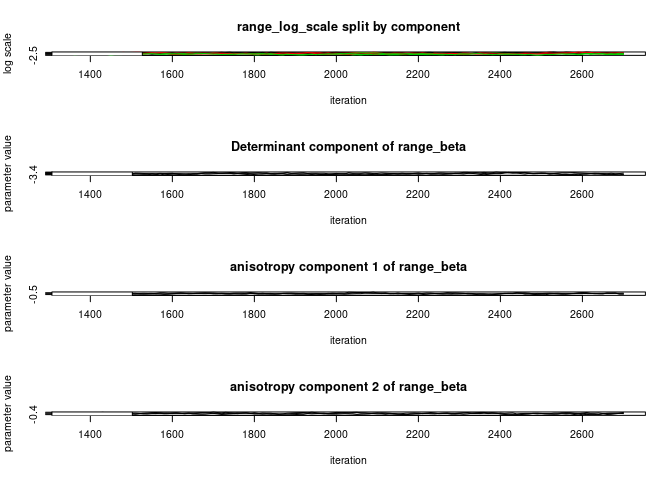 range_log_scale split by component
log scale
-2.5
1400 1600 1800 2000 2200 2400 2600
iteration
Determinant component of range_beta
parameter value
-3.4
1400 1600 1800 2000 2200 2400 2600
iteration
anisotropy component 1 of range_beta
parameter value
-0.5
1400 1600 1800 2000 2200 2400 2600
iteration
anisotropy component 2 of range_beta
parameter value
-0.4
1400 1600 1800 2000 2200 2400 2600
iteration